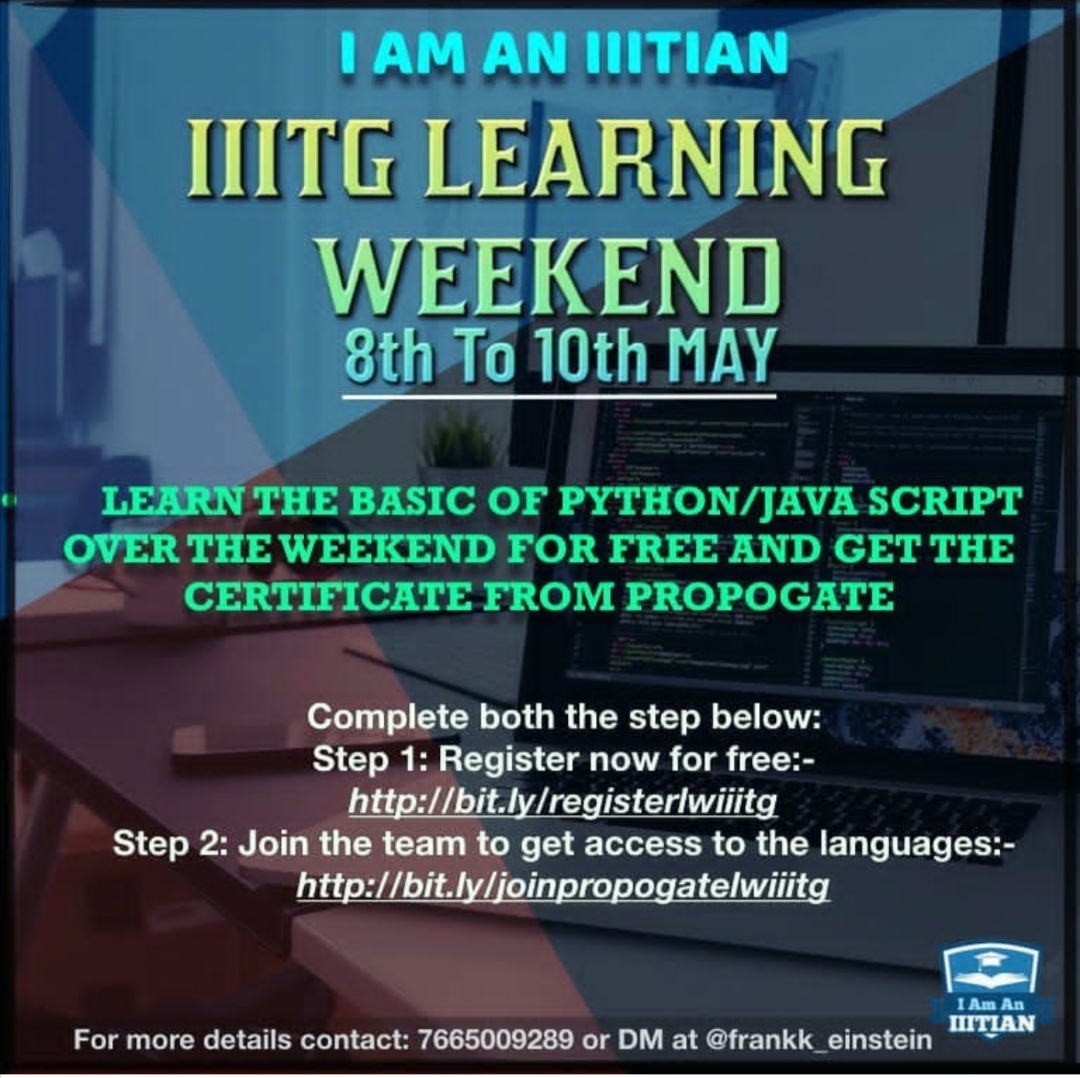 I AM AN IIITIAN
IIITG LEARNING
WEEKEND
8th To 10th MAY
LEARN THE BASIC OF PYTHON/JAVA SCRIPT
OVER THE WEEKEND FOR FREE AND GET THE
CERTIFICATE FROM PROPOGATE
Complete both the step below:
Step 1: Register now for free:-
http://bit.ly/registerlwiiitg
Step 2: Join the team to get access to the languages:-
http://bit.ly/joinpropogatelwiiitg
I Am An
IIITIAN
For more details contact: 7665009289 or DM at @frankk_einstein